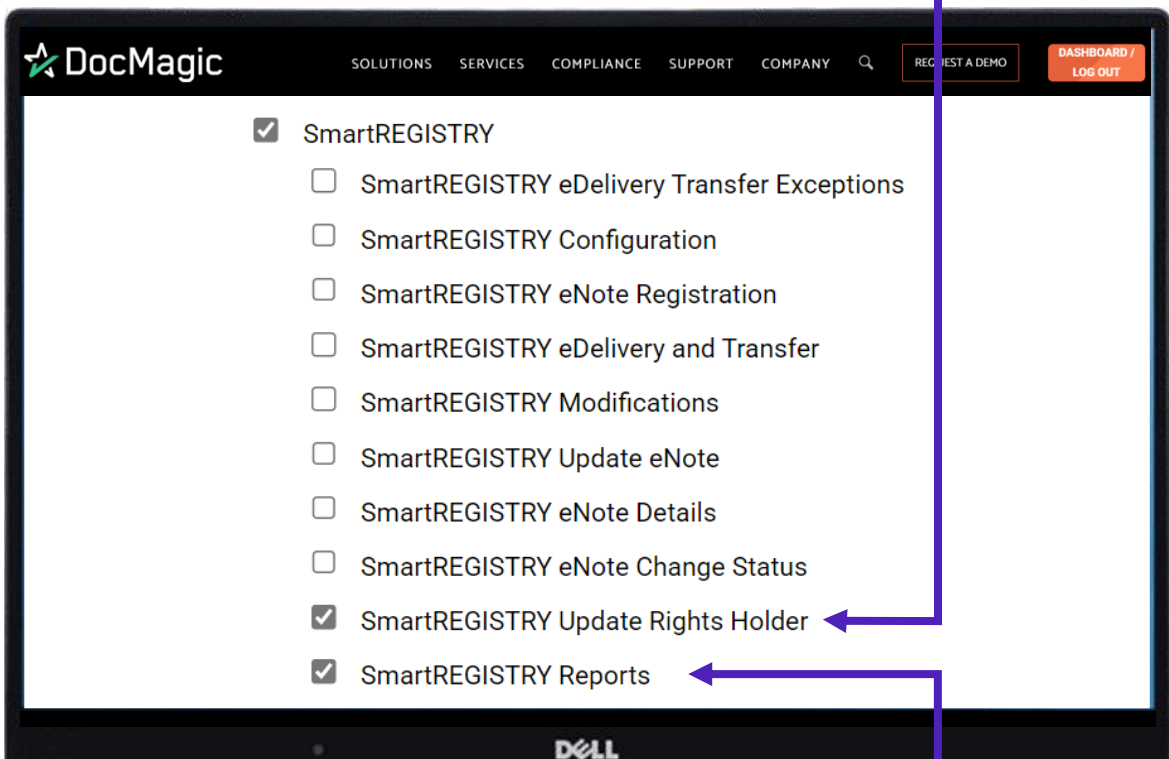 DocMagic SOLUTIONS SERVICES COMPLIANCE SUPPORT COMPANY REQUEST A DEMO DASHBOARD /
LOG OUT
SmartREGISTRY
SmartREGISTRY eDelivery Transfer Exceptions
SmartREGISTRY Configuration
SmartREGISTRY eNote Registration
SmartREGISTRY eDelivery and Transfer
SmartREGISTRY Modifications
SmartREGISTRY Update eNote
SmartREGISTRY eNote Details
SmartREGISTRY eNote Change Status
SmartREGISTRY Update Rights Holder
SmartREGISTRY Reports
DELL